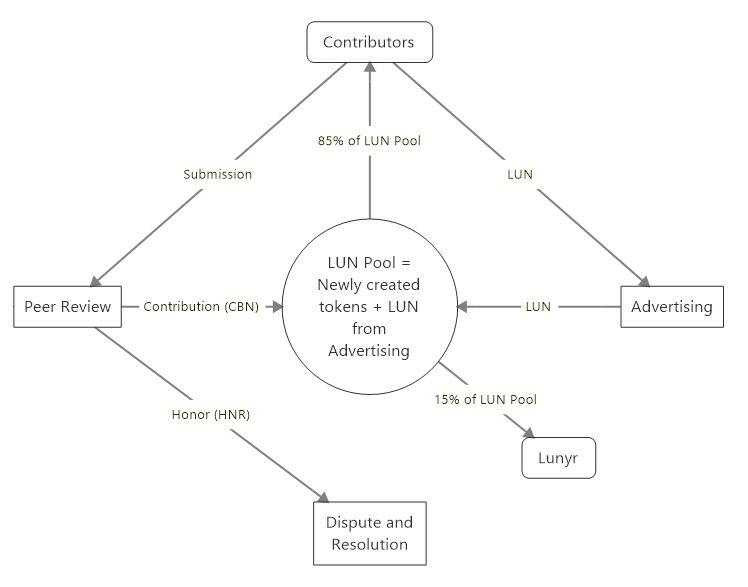 Contributors
85% of LUN Pool
Submission
LUN
LUN Pool =
Newly created
tokens + LUN
from
Advertising
Peer Review
Contribution (CBN)
LUN
Advertising
15% of LUN Pool
Honor (HNR)
Lunyr
Dispute and
Resolution